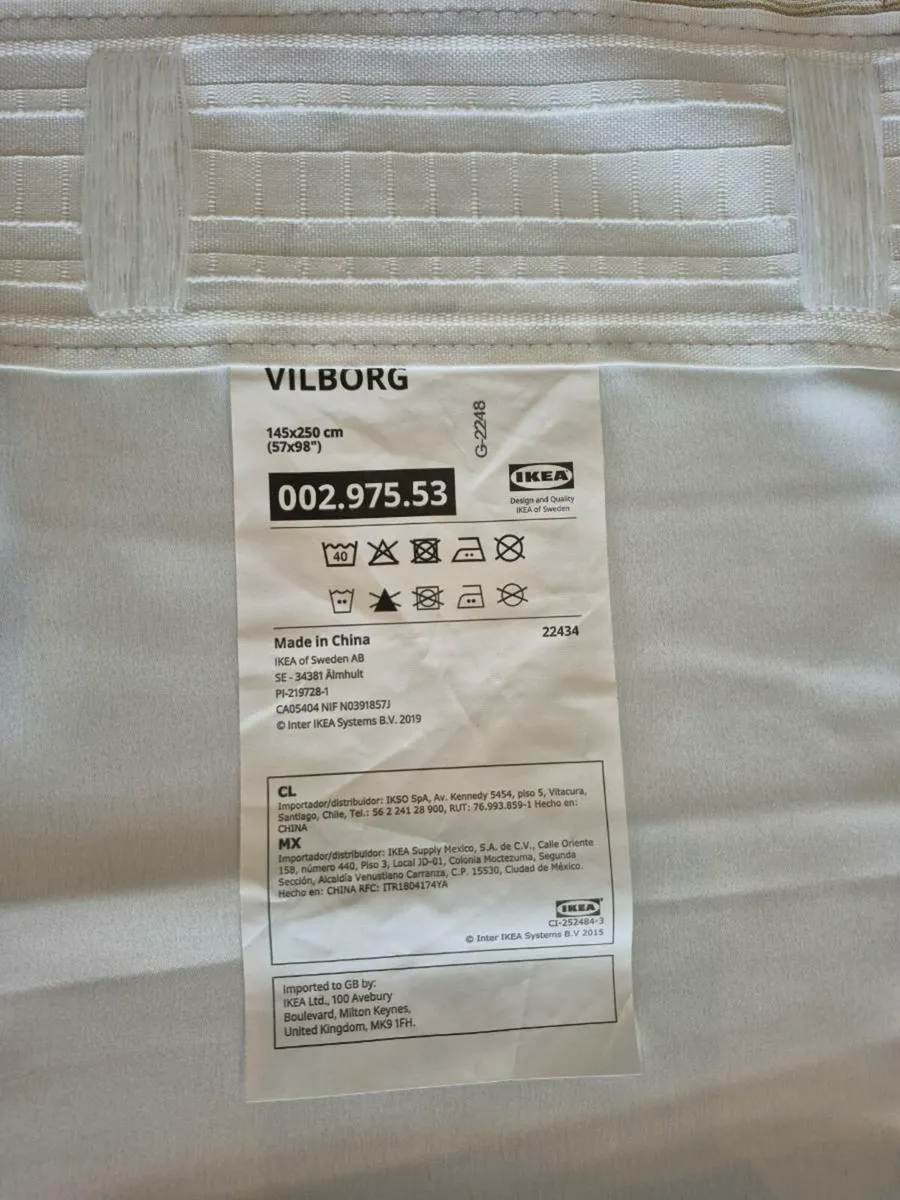 VILBORG
145x250 cm
(57x98")
G-2248
002.975.53
IKEA
Design and Quality
IKEA of Sweden
40
Made in China
22434
IKEA of Sweden AB
SE - 34381 Älmhult
PI-219728-1
CA05404 NIF N0391857J
© Inter IKEA Systems B.V. 2019
CL
Importador/distribuidor: IKSO SpA, Av. Kennedy 5454, piso 5, Vitacura,
Santiago, Chile, Tel.: 56 2 241 28 900, RUT: 76.993.859-1 Hecho en:
CHINA
MX
Importador/distribuidor: IKEA Supply Mexico, S.A. de C.V., Calle Oriente
158, número 440, Piso 3, Local JD-01, Colonia Moctezuma, Segunda
Sección, Alcaldía Venustiano Carranza, C.P. 15530, Ciudad de México.
Hecho en: CHINA RFC: ITR1804174YA
IKEA
CI-252484-3
© Inter IKEA Systems B.V 2015
Imported to GB by:
IKEA Ltd., 100 Avebury
Boulevard, Milton Keynes,
United Kingdom, MK9 1FH.